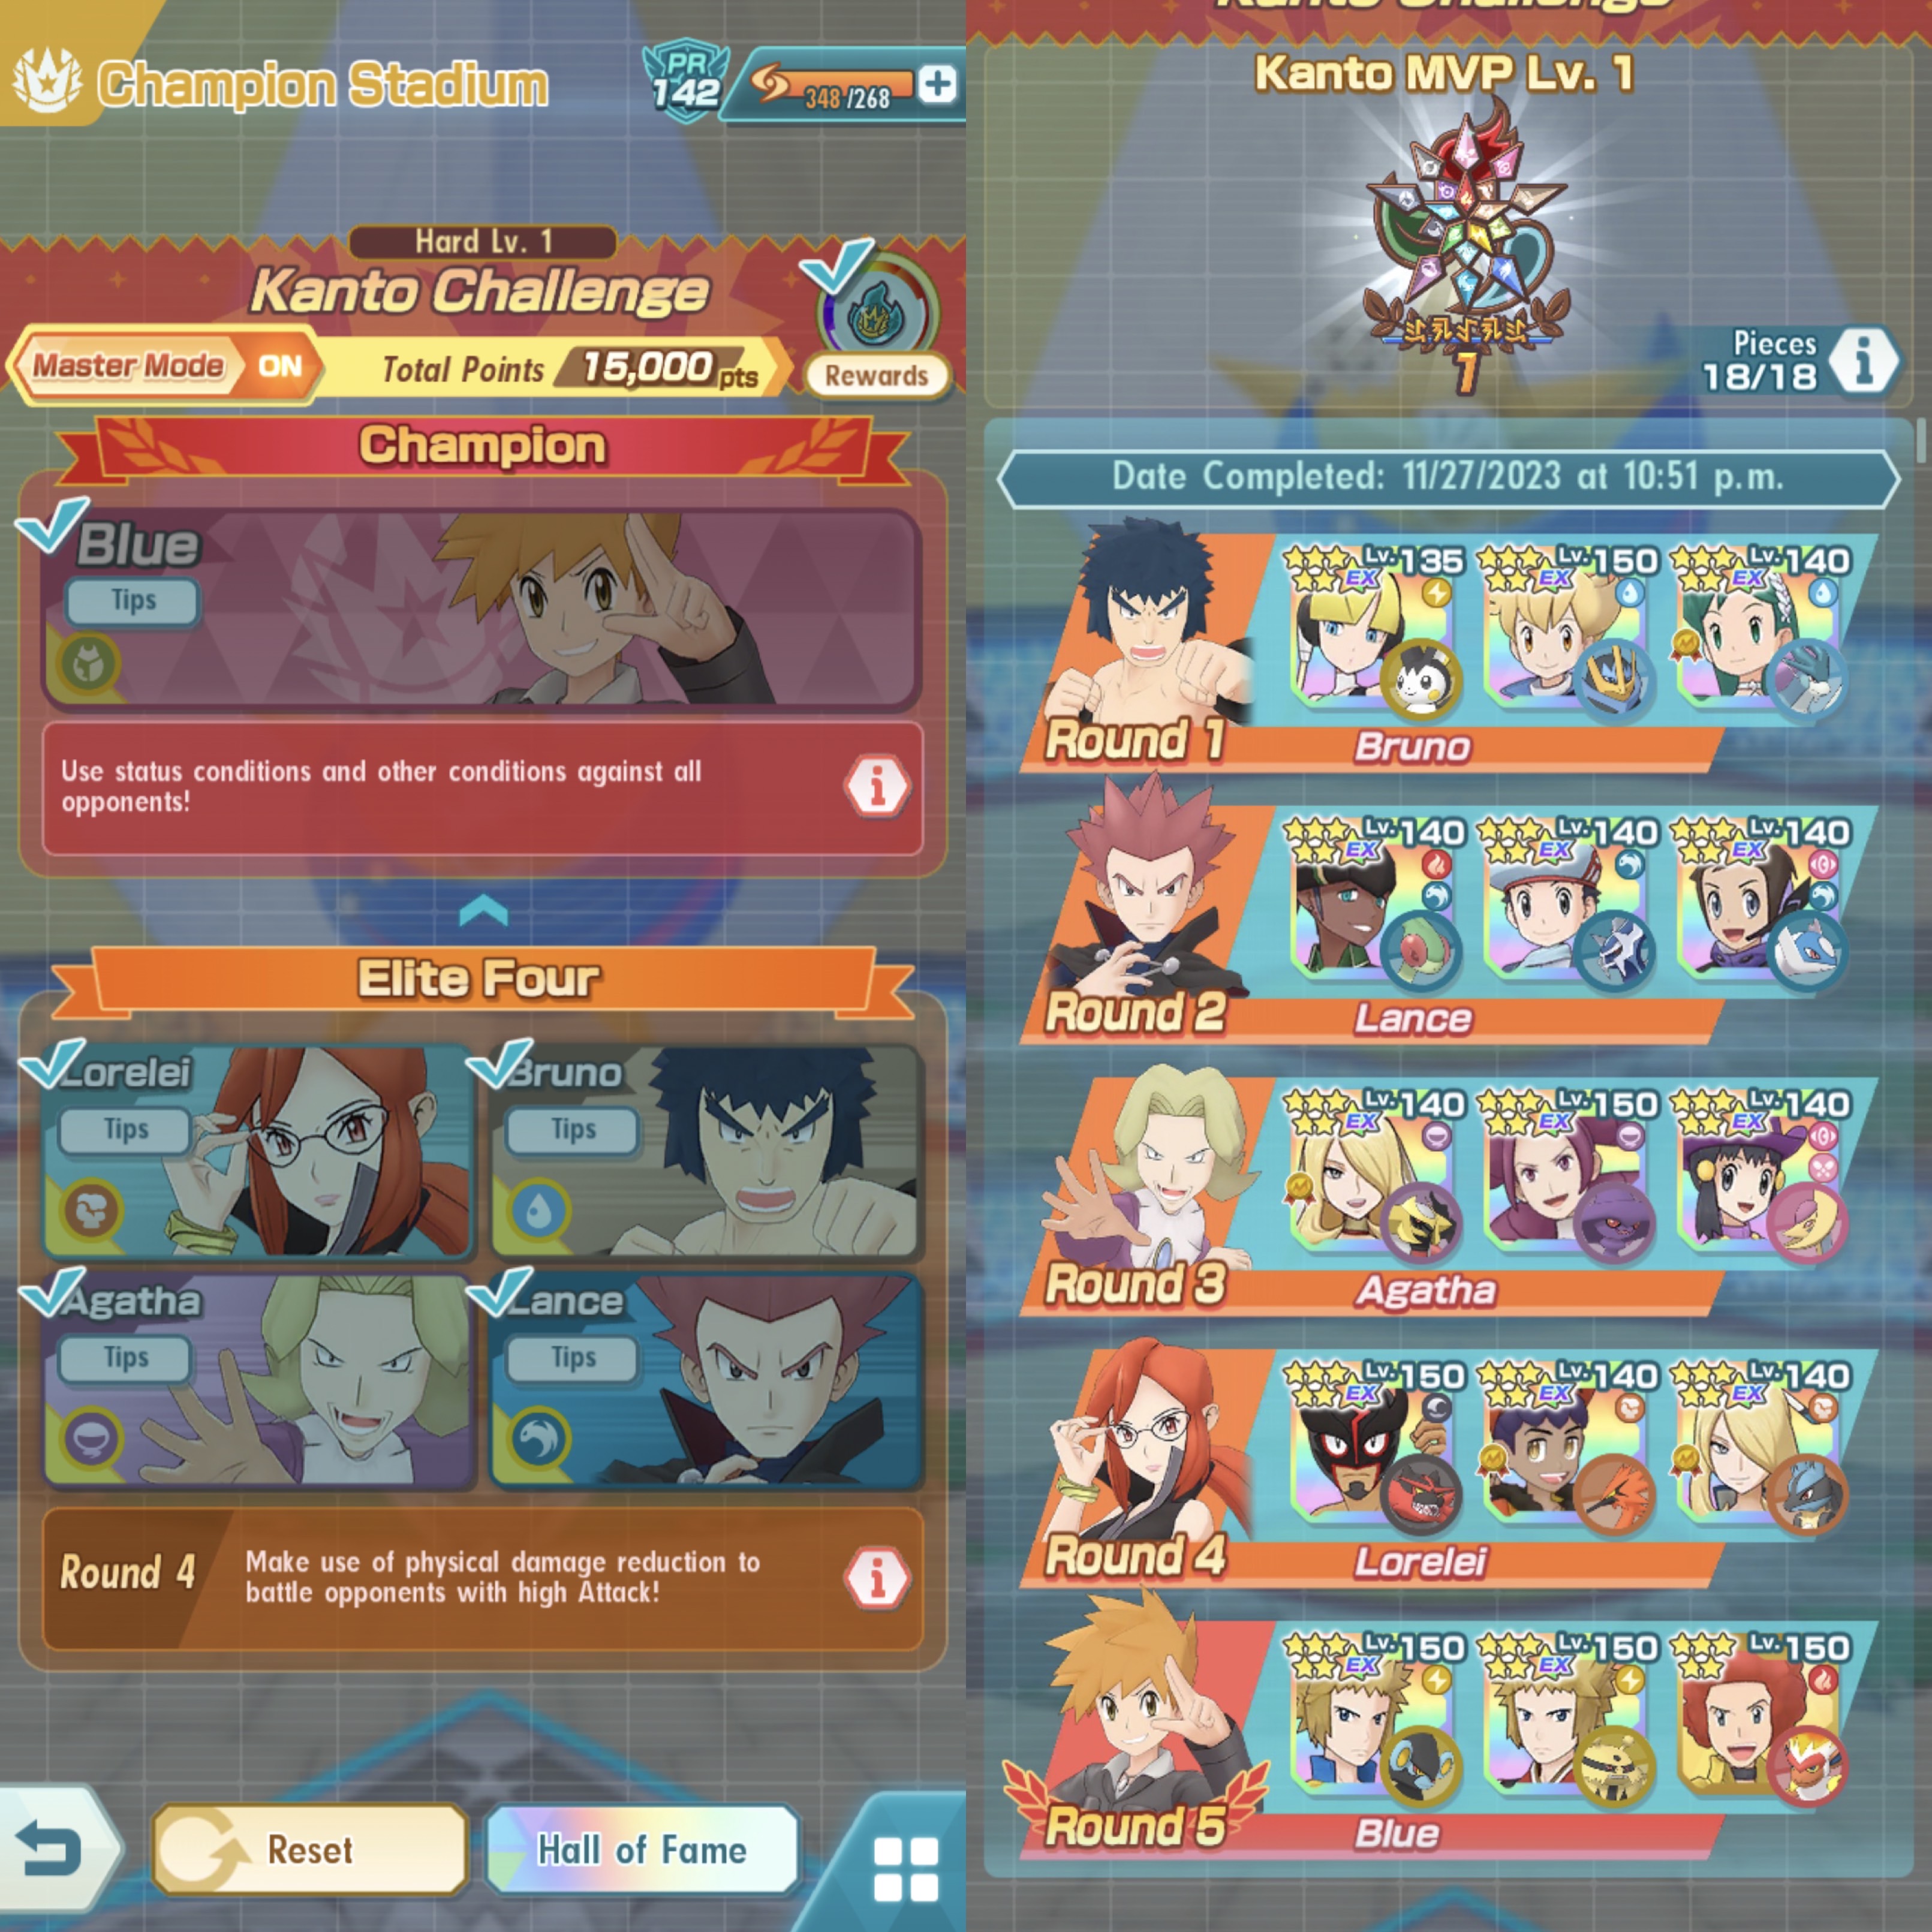 Champion Stadium
PR
142
348/268
Hard Lv. 1
Kanto Challenge
Master Mode ON
Total Points 15,000 pts
Rewards
Champion
Blue
Tips
Use status conditions and other conditions against all
opponents!
Elite Four
Lorelei
Tips
Bruno
Tips
Agatha
Tips
Lance
Tips
Round 4
Make use of physical damage reduction to
battle opponents with high Attack!
Reset
Hall of Fame
Kanto Challenge
Kanto MVP Lv. 1
1
Pieces
18/18
Date Completed: 11/27/2023 at 10:51 p.m.
Lv.135 Lv.150 Lv.140
EX EX EX
Round 1 Bruno
Lv.140 Lv.140 Lv.140
EX EX EX
Round 2 Lance
Lv.140 Lv.150 Lv.140
EX EX EX
Round 3 Agatha
Lv.150 Lv.140 Lv.140
EX EX EX
Round 4 Lorelei
Lv.150 Lv.150 Lv.150
EX EX
Round 5 Blue